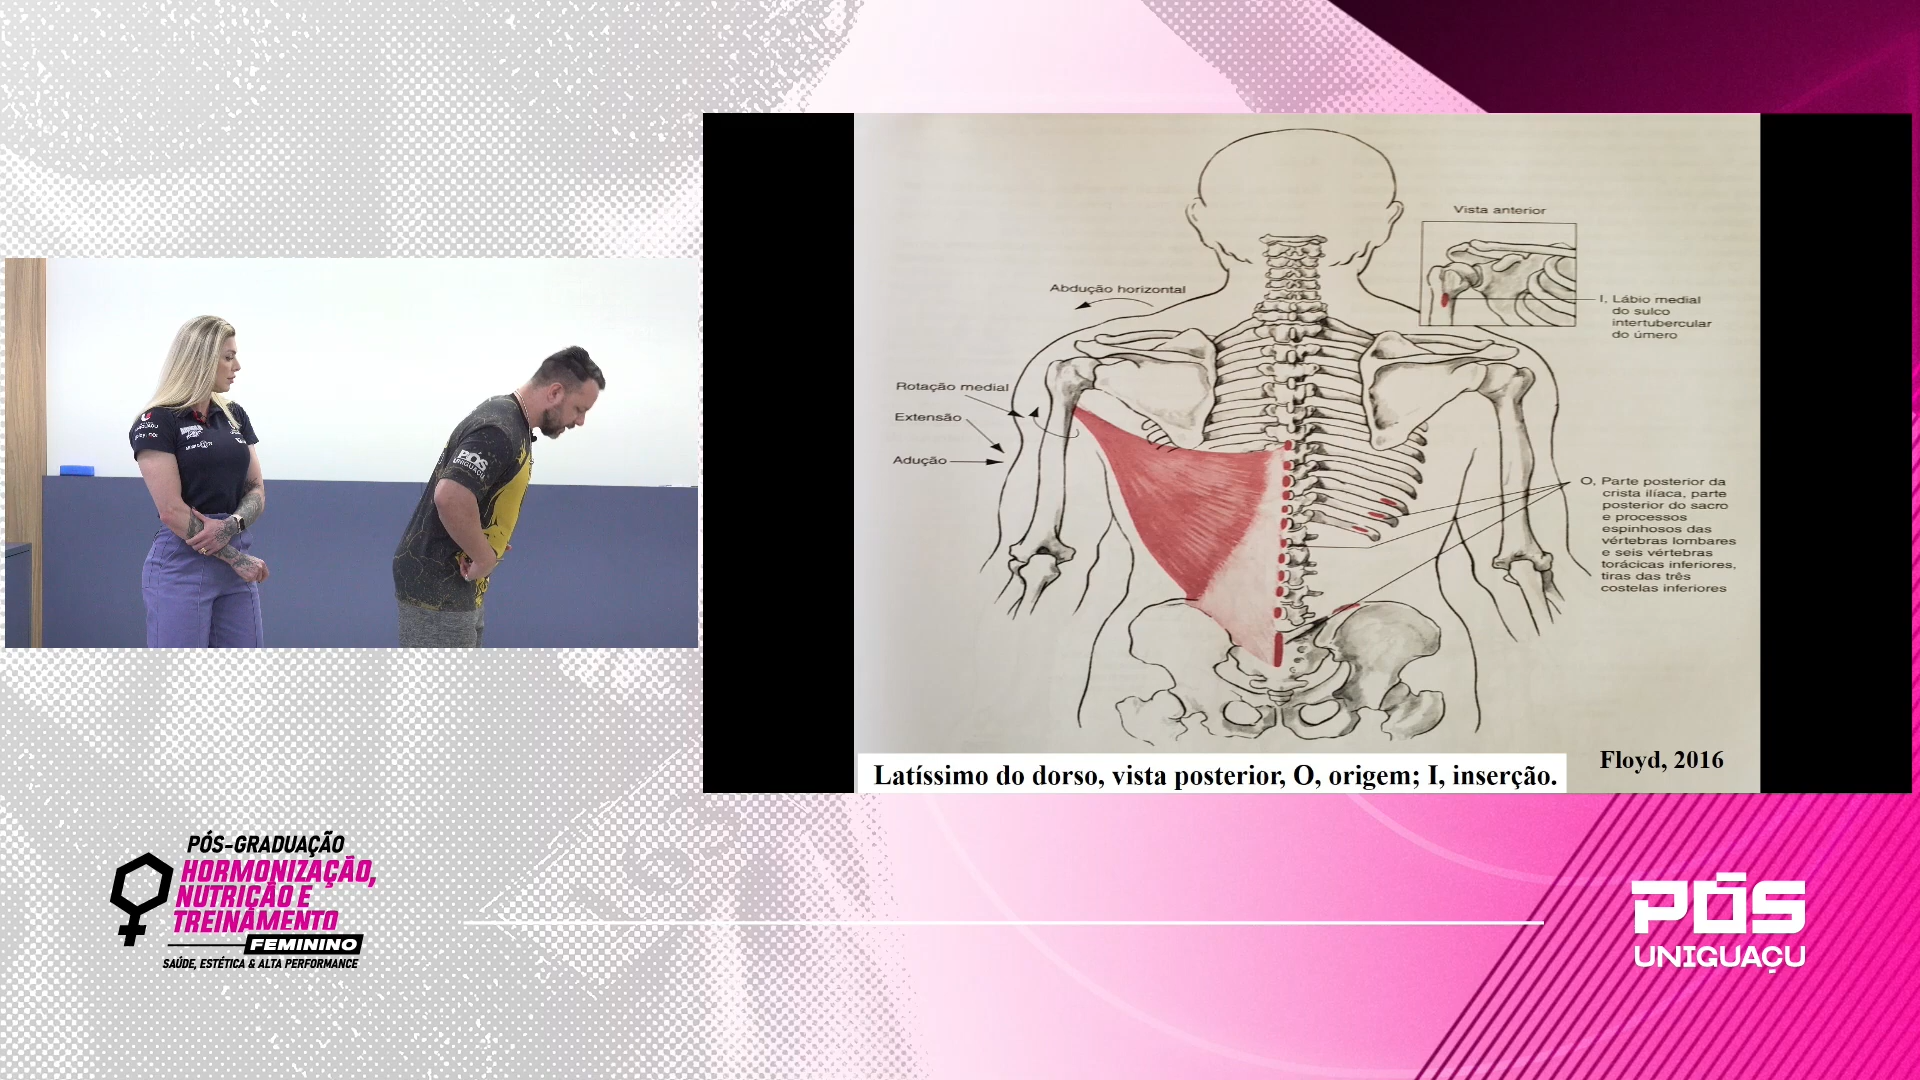 Vista anterior
Abdução horizontal
I, Lábio medial
do sulco
intertubercular
do úmero
Rotação medial
Extensão
Adução
O, Parte posterior da
crista ilíaca, parte
posterior do sacro
e processos
espinhosos das
vértebras lombares
e seis vértebras
torácicas inferiores,
tiras das três
costelas inferiores
Floyd, 2016
Latíssimo do dorso, vista posterior, O, origem; I, inserção.
PÓS
UNIGUAÇU
PÓS-GRADUAÇÃO
HORMONIZAÇÃO,
NUTRIÇÃO E
TREINAMENTO
FEMININO
SAÚDE, ESTÉTICA & ALTA PERFORMANCE
PÓS
UNIGUAÇU